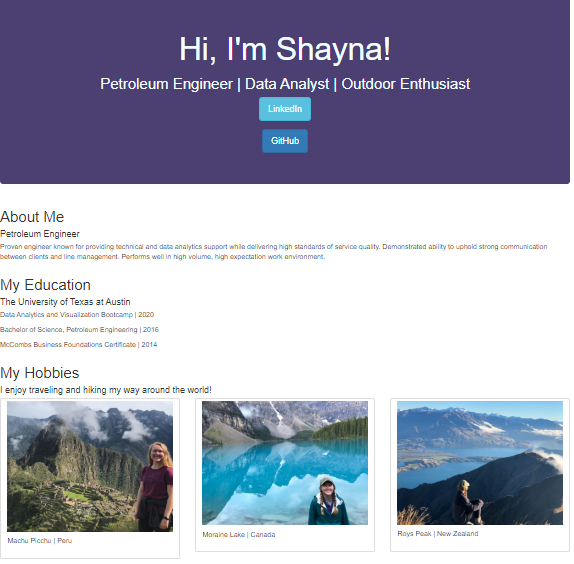 Hi, I'm Shayna!
Petroleum Engineer | Data Analyst | Outdoor Enthusiast
LinkedIn
GitHub
About Me
Petroleum Engineer
Proven engineer known for providing technical and data analytics support while delivering high standards of service quality. Demonstrated ability to uphold strong communication
between clients and line management. Performs well in high volume, high expectation work environment.
My Education
The University of Texas at Austin
Data Analytics and Visualization Bootcamp | 2020
Bachelor of Science, Petroleum Engineering | 2016
McCombs Business Foundations Certificate | 2014
My Hobbies
I enjoy traveling and hiking my way around the world!
Machu Picchu | Peru
Moraine Lake | Canada
Roys Peak | New Zealand